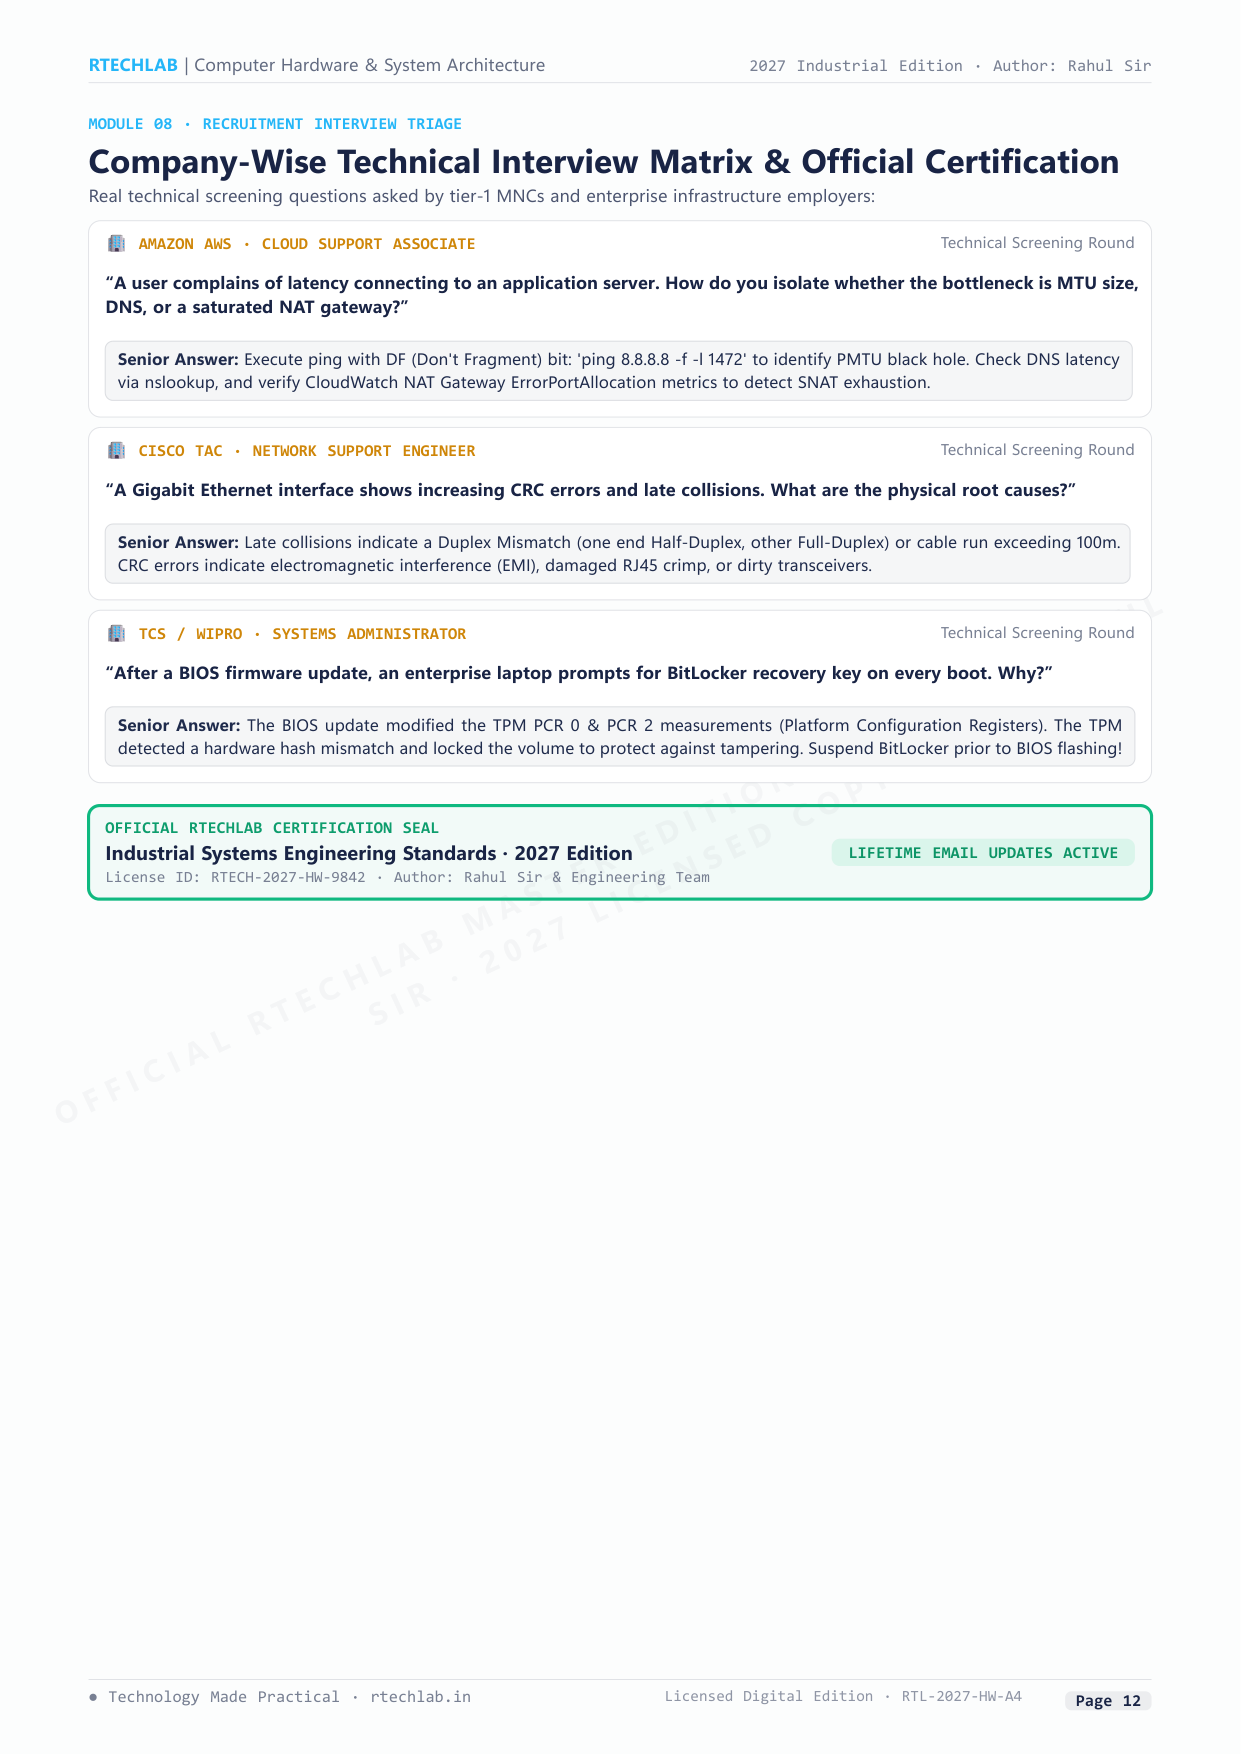 RTECHLAB | Computer Hardware & System Architecture
2027 Industrial Edition · Author: Rahul Sir
MODULE 08 · RECRUITMENT INTERVIEW TRIAGE
Company-Wise Technical Interview Matrix & Official Certification
Real technical screening questions asked by tier-1 MNCs and enterprise infrastructure employers:
AMAZON AWS · CLOUD SUPPORT ASSOCIATE
Technical Screening Round
“A user complains of latency connecting to an application server. How do you isolate whether the bottleneck is MTU size,
DNS, or a saturated NAT gateway?”
Senior Answer: Execute ping with DF (Don't Fragment) bit: 'ping 8.8.8.8 -f -l 1472' to identify PMTU black hole. Check DNS latency
via nslookup, and verify CloudWatch NAT Gateway ErrorPortAllocation metrics to detect SNAT exhaustion.
CISCO TAC · NETWORK SUPPORT ENGINEER
Technical Screening Round
“A Gigabit Ethernet interface shows increasing CRC errors and late collisions. What are the physical root causes?”
Senior Answer: Late collisions indicate a Duplex Mismatch (one end Half-Duplex, other Full-Duplex) or cable run exceeding 100m.
CRC errors indicate electromagnetic interference (EMI), damaged RJ45 crimp, or dirty transceivers.
TCS / WIPRO · SYSTEMS ADMINISTRATOR
Technical Screening Round
“After a BIOS firmware update, an enterprise laptop prompts for BitLocker recovery key on every boot. Why?”
Senior Answer: The BIOS update modified the TPM PCR 0 & PCR 2 measurements (Platform Configuration Registers). The TPM
detected a hardware hash mismatch and locked the volume to protect against tampering. Suspend BitLocker prior to BIOS flashing!
OFFICIAL RTECHLAB CERTIFICATION SEAL
Industrial Systems Engineering Standards · 2027 Edition
License ID: RTECH-2027-HW-9842 · Author: Rahul Sir & Engineering Team
LIFETIME EMAIL UPDATES ACTIVE
OFFICIAL RTECHLAB EDITION
SIR · 2027 LICENSED
● Technology Made Practical · rtechlab.in
Licensed Digital Edition · RTL-2027-HW-A4
Page 12